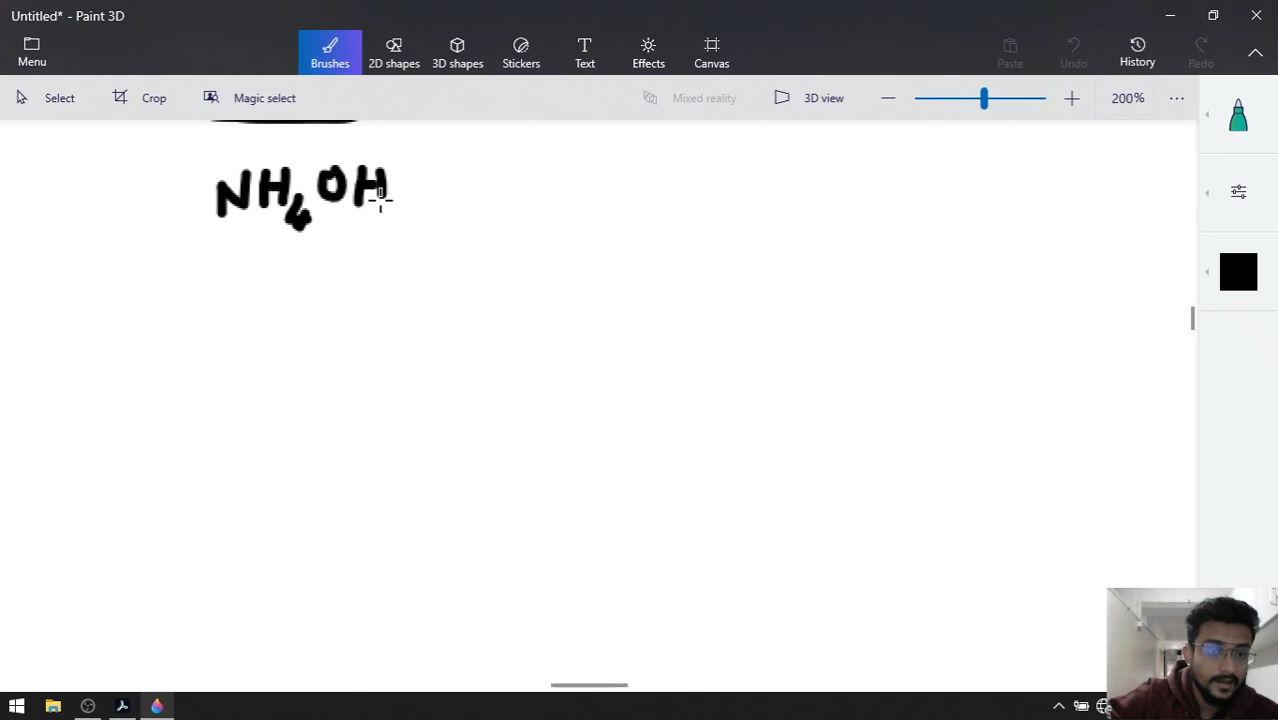 Untitled* - Paint 3D
Menu
Brushes
2D shapes
3D shapes
Stickers
Text
Effects
Canvas
Paste
Undo
History
Redo
Select
Crop
Magic select
Mixed reality
3D view
200%
NH₄OH